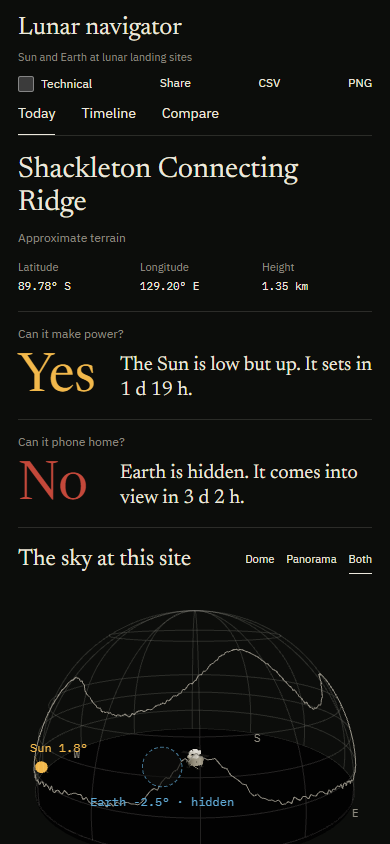 Lunar navigator
Sun and Earth at lunar landing sites
Technical Share CSV PNG
Today Timeline Compare
Shackleton Connecting
Ridge
Approximate terrain
Latitude Longitude Height
89.78° S 129.20° E 1.35 km
Can it make power?
Yes
The Sun is low but up. It sets in
1 d 19 h.
Can it phone home?
No
Earth is hidden. It comes into
view in 3 d 2 h.
The sky at this site Dome Panorama Both
S
Sun 1.8°
W
Earth -2.5° · hidden
E